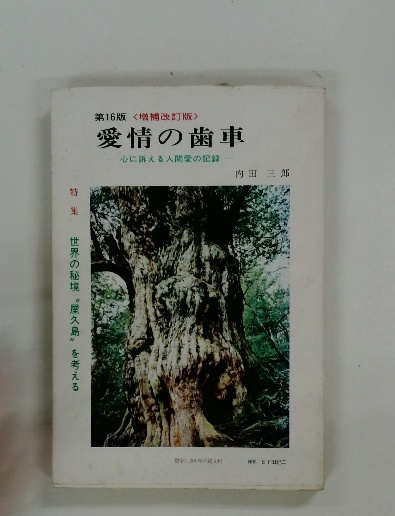 第16版 〈増補改訂版〉
愛情の歯車
―心に訴える人間愛の記録―
内田 三郎
特集
世界の秘境 “屋久島” を考える